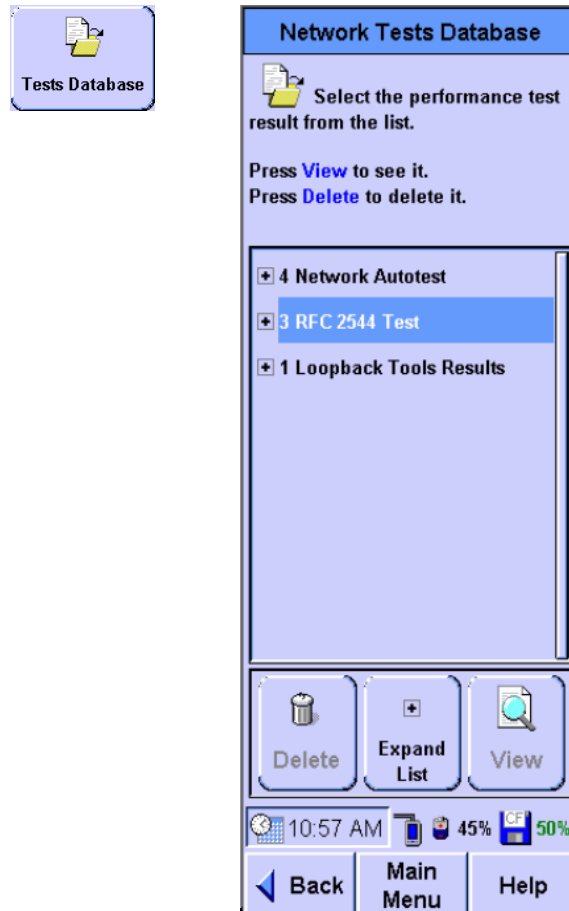 Tests Database
Network Tests Database
Select the performance test
result from the list.
Press View to see it.
Press Delete to delete it.
4 Network Autotest
3 RFC 2544 Test
1 Loopback Tools Results
Delete
Expand
List
View
10:57 AM 45% CF 50%
Back
Main
Menu
Help